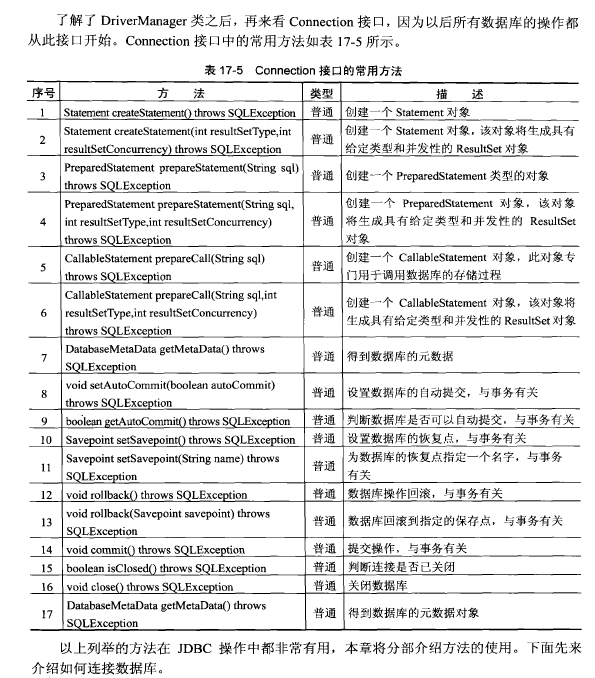 了解了 DriverManager 类之后，再来看 Connection 接口，因为以后所有数据库的操作都
从此接口开始。Connection 接口中的常用方法如表 17-5 所示。
表 17-5 Connection 接口的常用方法
序号 方 法 类型 描 述
1 Statement createStatement() throws SQLException 普通 创建一个 Statement 对象
2 Statement createStatement(int resultSetType,int 普通 创建一个 Statement 对象，该对象将生成具有
resultSetConcurrency) throws SQLException 给定类型和并发性的 ResultSet 对象
3 PreparedStatement prepareStatement(String sql) 普通 创建一个 PreparedStatement 类型的对象
throws SQLException
4 PreparedStatement prepareStatement(String sql, 普通 创建一个 PreparedStatement 对象，该对象
int resultSetType,int resultSetConcurrency) 将生成具有给定类型和并发性的 ResultSet
throws SQLException 对象
5 CallableStatement prepareCall(String sql) 普通 创建一个 CallableStatement 对象，此对象专
throws SQLException 门用于调用数据库的存储过程
6 CallableStatement prepareCall(String sql,int 普通 创建一个 CallableStatement 对象，该对象将
resultSetType,int resultSetConcurrency) 生成具有给定类型和并发性的 ResultSet 对象
throws SQLException
7 DatabaseMetaData getMetaData() throws 普通 得到数据库的元数据
SQLException
8 void setAutoCommit(boolean autoCommit) 普通 设置数据库的自动提交，与事务有关
throws SQLException
9 boolean getAutoCommit() throws SQLException 普通 判断数据库是否可以自动提交，与事务有关
10 Savepoint setSavepoint() throws SQLException 普通 设置数据库的恢复点，与事务有关
11 Savepoint setSavepoint(String name) throws 普通 为数据库的恢复点指定一个名字，与事务
SQLException 有关
12 void rollback() throws SQLException 普通 数据库操作回滚，与事务有关
13 void rollback(Savepoint savepoint) throws 普通 数据库回滚到指定的保存点，与事务有关
SQLException
14 void commit() throws SQLException 普通 提交操作，与事务有关
15 boolean isClosed() throws SQLException 普通 判断连接是否已关闭
16 void close() throws SQLException 普通 关闭数据库
17 DatabaseMetaData getMetaData() throws 普通 得到数据库的元数据对象
SQLException
以上列举的方法在 JDBC 操作中都非常有用，本章将分部介绍方法的使用。下面先来
介绍如何连接数据库。